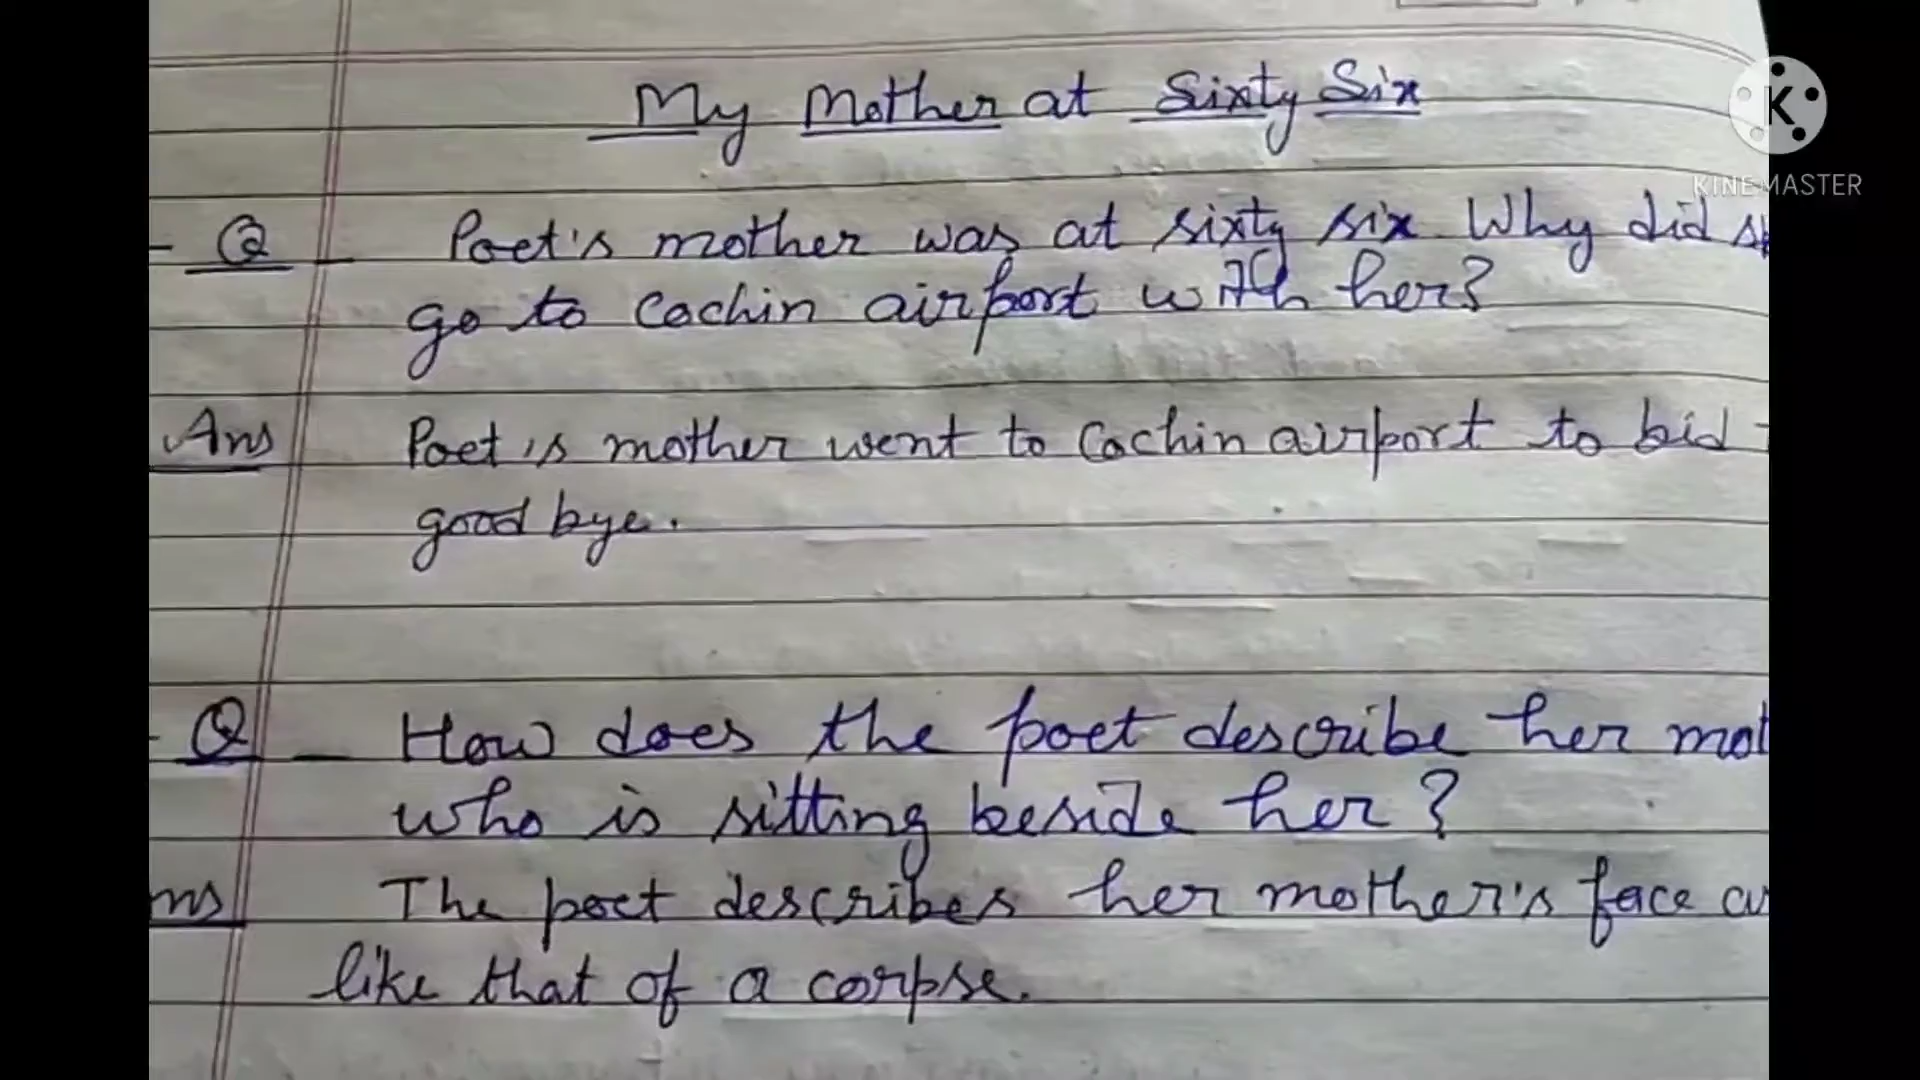 My Mother at Sixty Six
K
KINEMASTER
- Q - Poet's mother was at sixty six Why did
go to Cochin airport with her?
Ans Poet's mother went to Cochin airport to bid
good bye.
- Q - How does the poet describe her
who is sitting beside her?
The poet describes her mother's face
like that of a corpse.